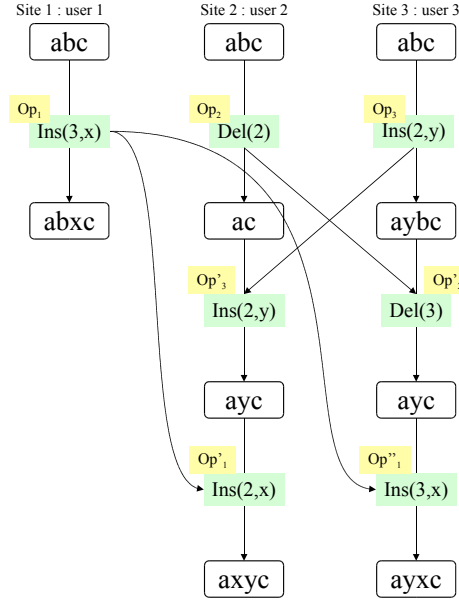 Site 1 : user 1 Site 2 : user 2 Site 3 : user 3
abc abc abc
Op₁ Op₂ Op₃
Ins(3,x) Del(2) Ins(2,y)
abxc ac aybc
Op'₃ Op'₂
Ins(2,y) Del(3)
ayc ayc
Op'₁ Op''₁
Ins(2,x) Ins(3,x)
axyc ayxc